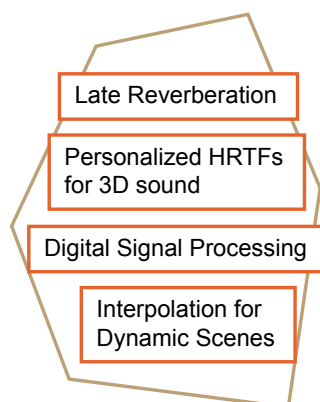 Late Reverberation
Personalized HRTFs
for 3D sound
Digital Signal Processing
Interpolation for
Dynamic Scenes